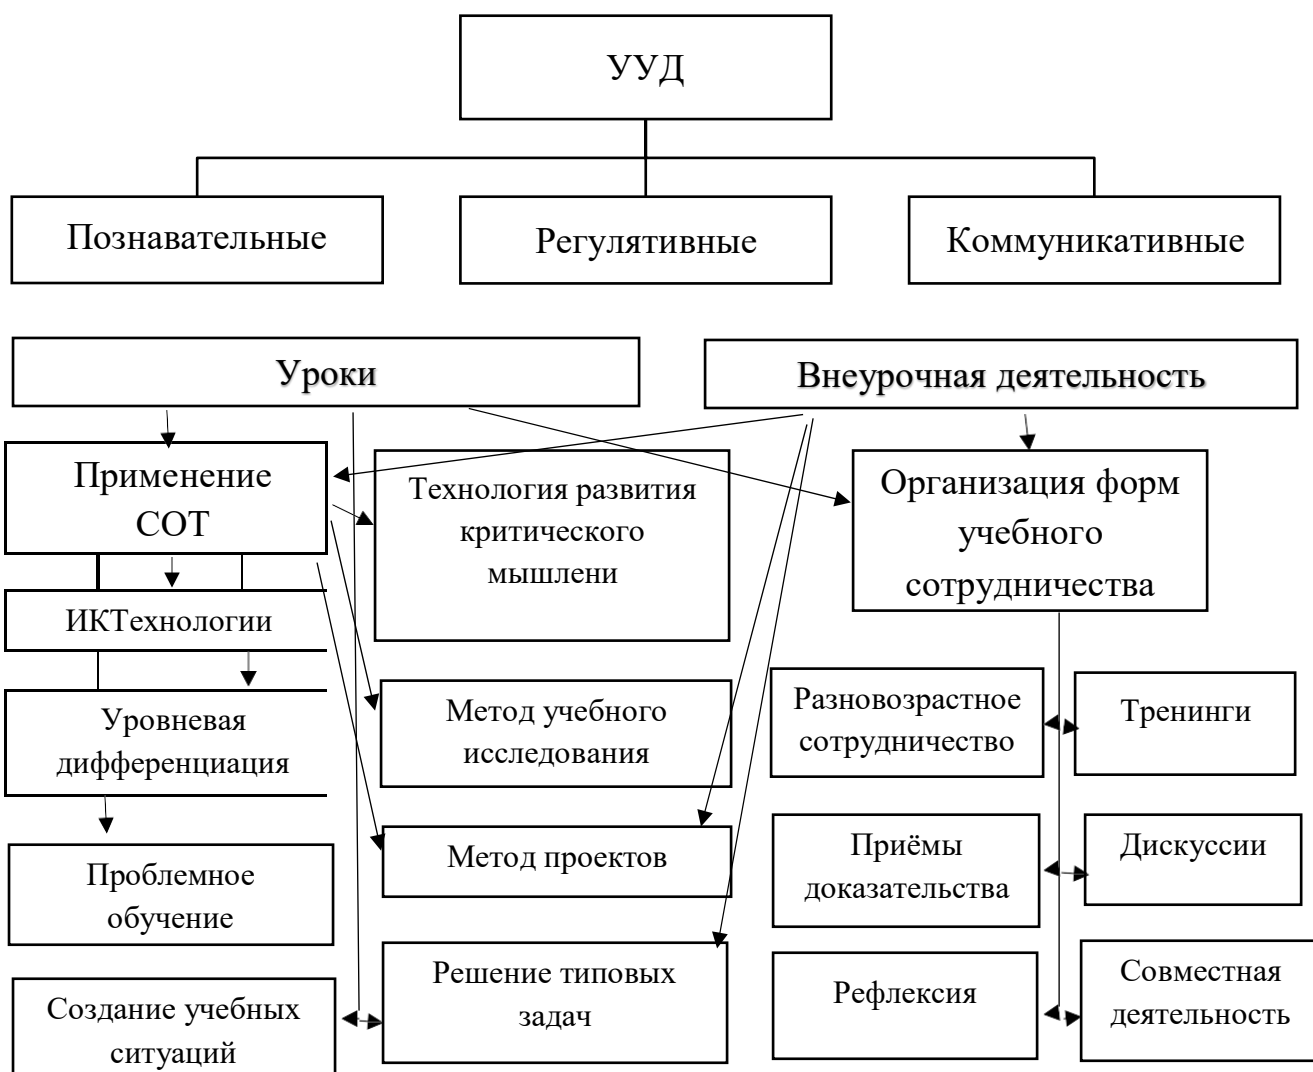 УУД
Познавательные
Регулятивные
Коммуникативные
Уроки
Внеурочная деятельность
Применение
СОТ
Технология развития
критического
мышлени
Организация форм
учебного
сотрудничества
ИКТехнологии
Уровневая
дифференциация
Метод учебного
исследования
Разновозрастное
сотрудничество
Тренинги
Проблемное
обучение
Метод проектов
Приёмы
доказательства
Дискуссии
Создание учебных
ситуаций
Решение типовых
задач
Рефлексия
Совместная
деятельность